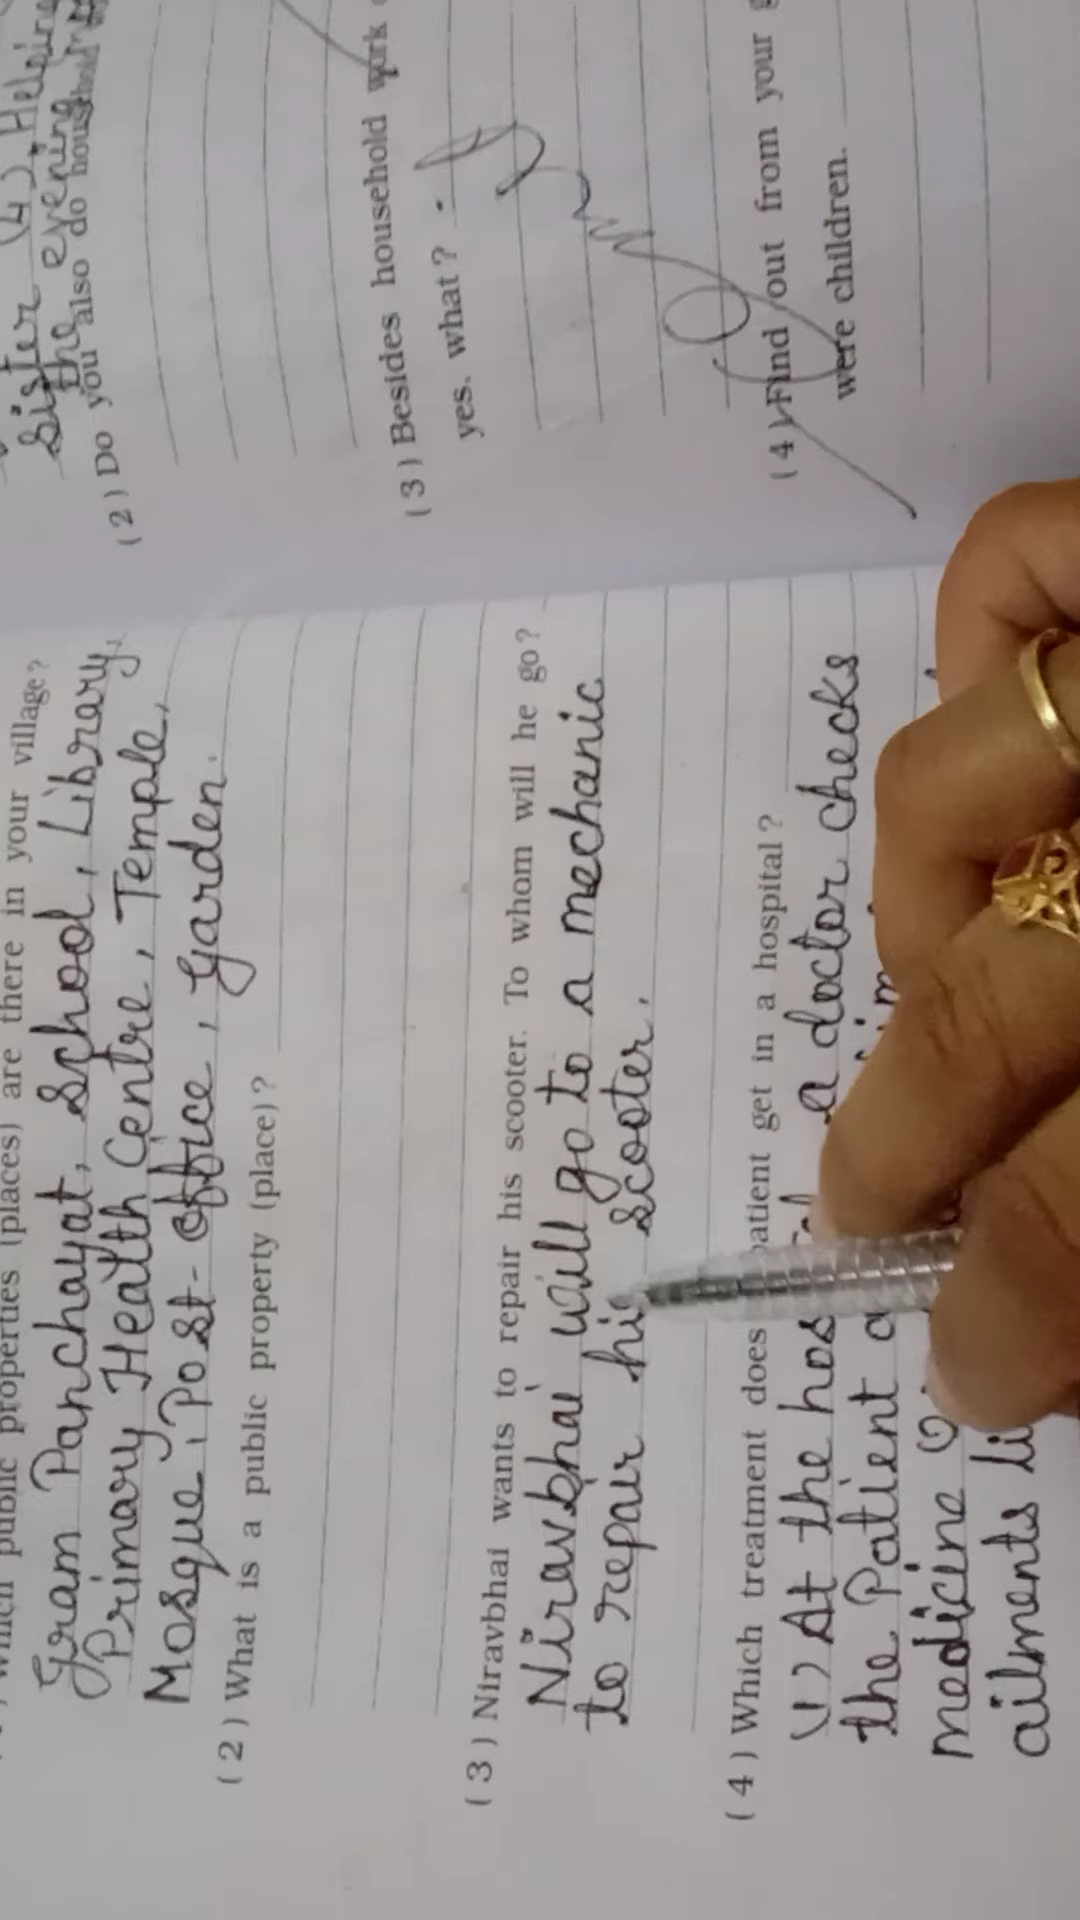 which public properties (places) are there in your village?
Gram Panchayat, School, Library,
Primary Health Centre, Temple,
Mosque, Post-office, Garden.
(2) What is a public property (place)?
(3) Niravbhai wants to repair his scooter. To whom will he go?
Niravbhai will go to a mechanic
to repair his scooter.
(4) Which treatment does patient get in a hospital?
(1) At the a doctor checks
the Patient
medicine
ailments
Sister (4) Helping
the evening
(2) Do you also do household
(3) Besides household work
yes. what?
(4) Find out from your
were children.